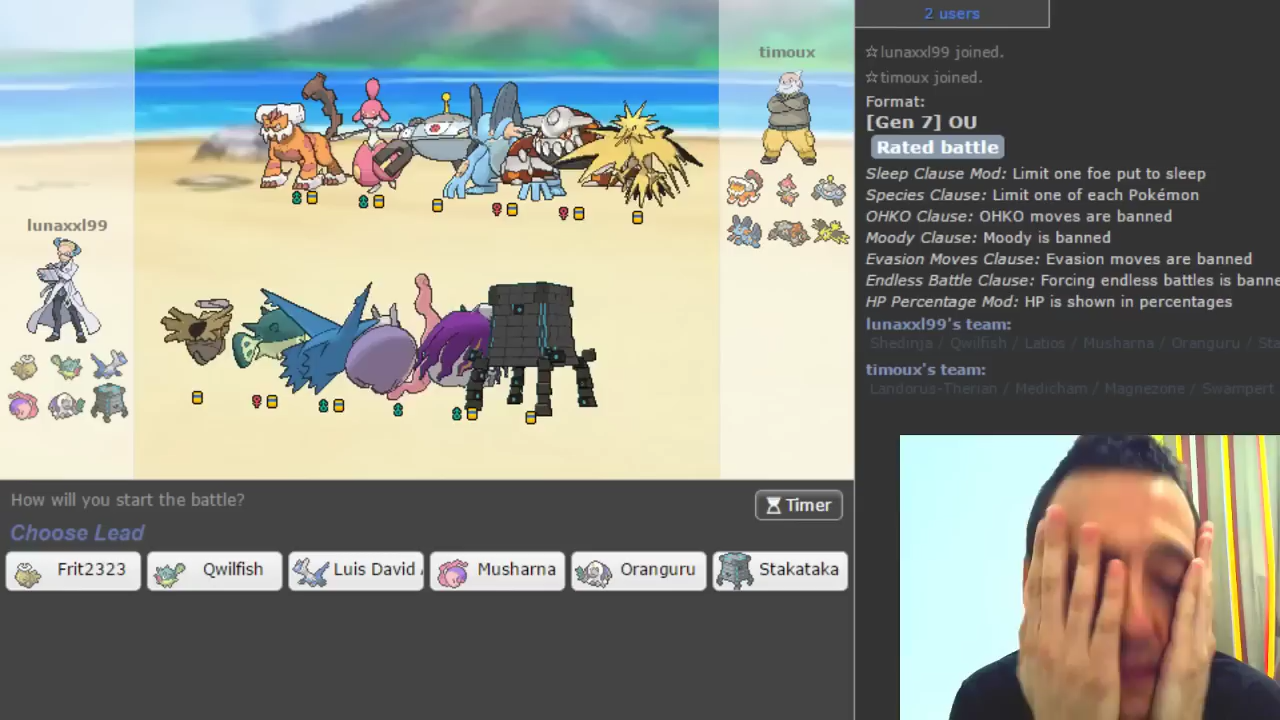 timoux
lunaxxl99
How will you start the battle?
Timer
Choose Lead
Frit2323
Qwilfish
Luis David
Musharna
Oranguru
Stakataka
2 users
☆lunaxxl99 joined.
☆timoux joined.
Format:
[Gen 7] OU
Rated battle
Sleep Clause Mod: Limit one foe put to sleep
Species Clause: Limit one of each Pokémon
OHKO Clause: OHKO moves are banned
Moody Clause: Moody is banned
Evasion Moves Clause: Evasion moves are banned
Endless Battle Clause: Forcing endless battles is banne
HP Percentage Mod: HP is shown in percentages
lunaxxl99's team:
Shedinja / Qwilfish / Latios / Musharna / Oranguru / Sta
timoux's team:
Landorus-Therian / Medicham / Magnezone / Swampert